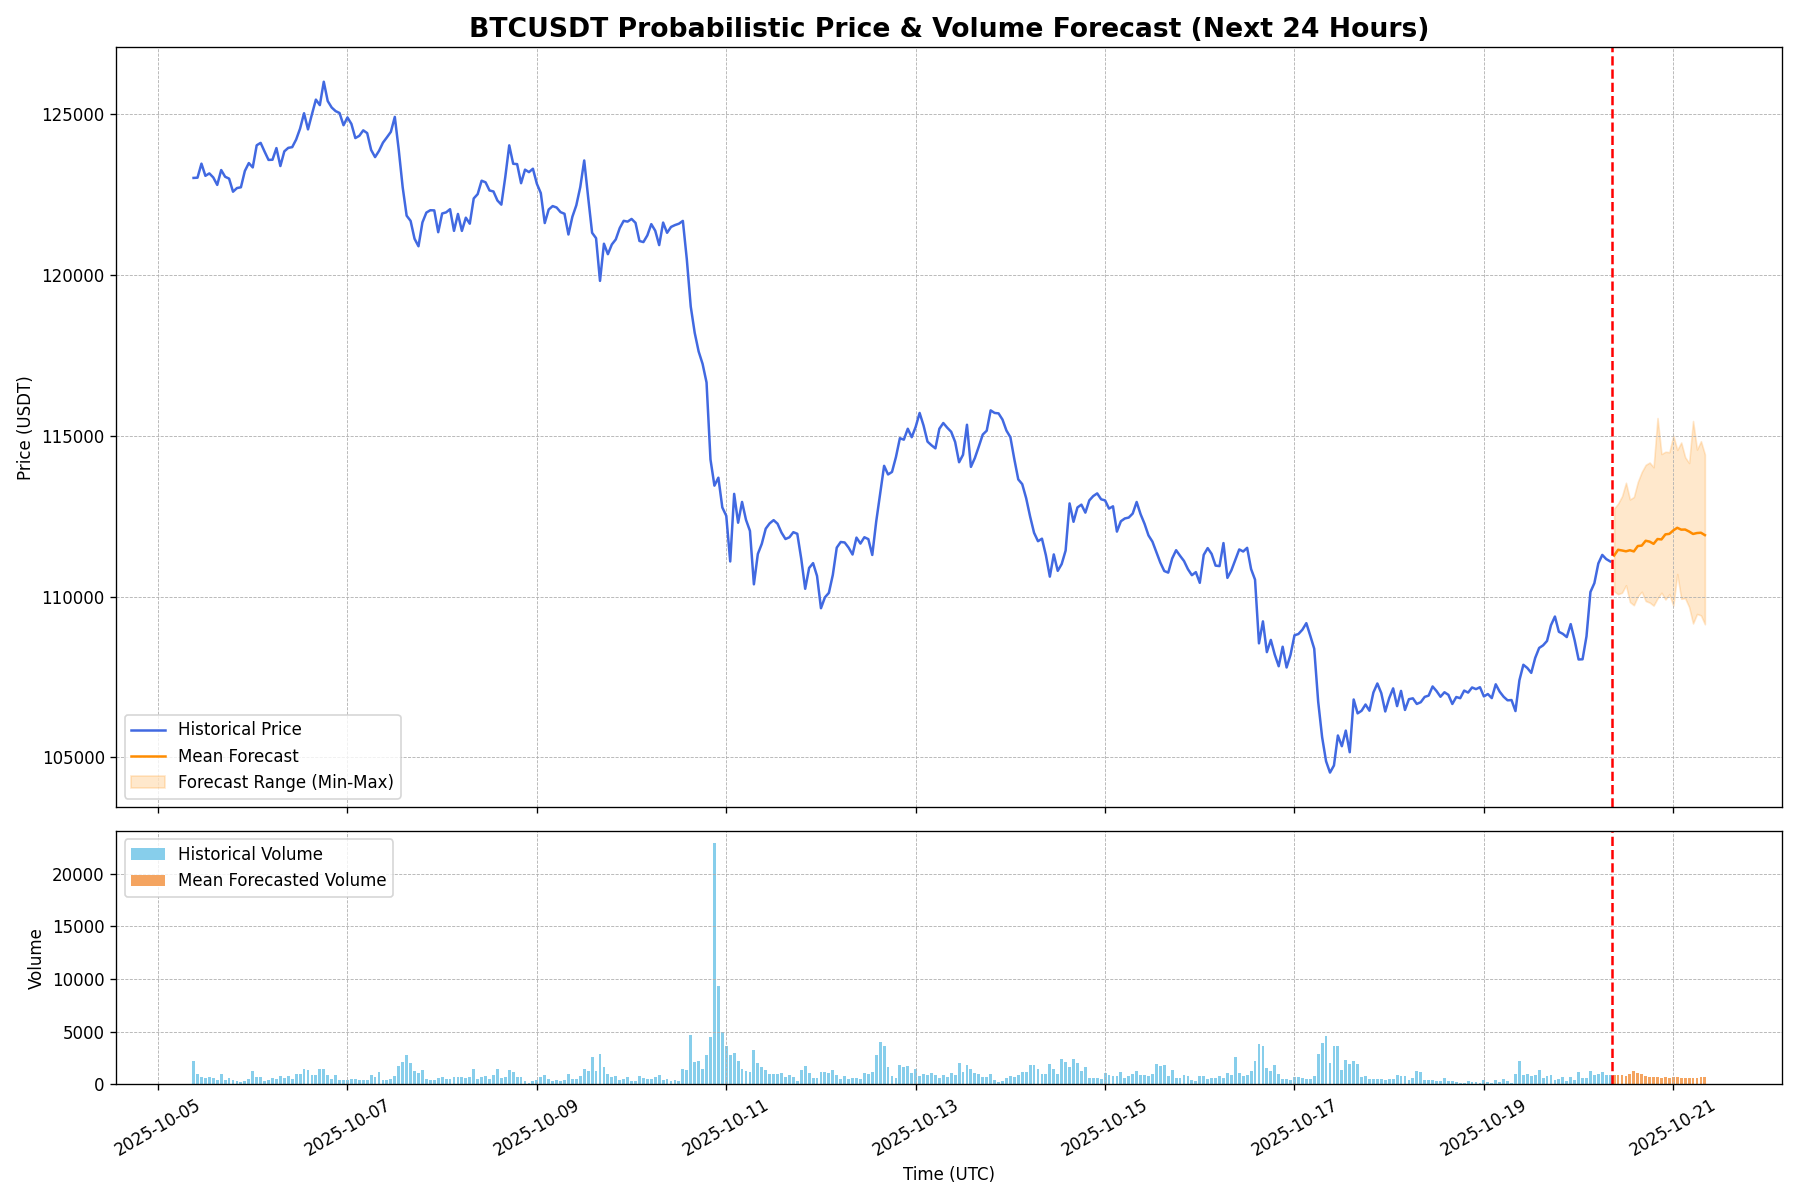 BTCUSDT Probabilistic Price & Volume Forecast (Next 24 Hours)
125000
120000
115000
110000
105000
Price (USDT)
Historical Price
Mean Forecast
Forecast Range (Min-Max)
Historical Volume
Mean Forecasted Volume
20000
15000
10000
5000
0
Volume
2025-10-05
2025-10-07
2025-10-09
2025-10-11
2025-10-13
2025-10-15
2025-10-17
2025-10-19
2025-10-21
Time (UTC)